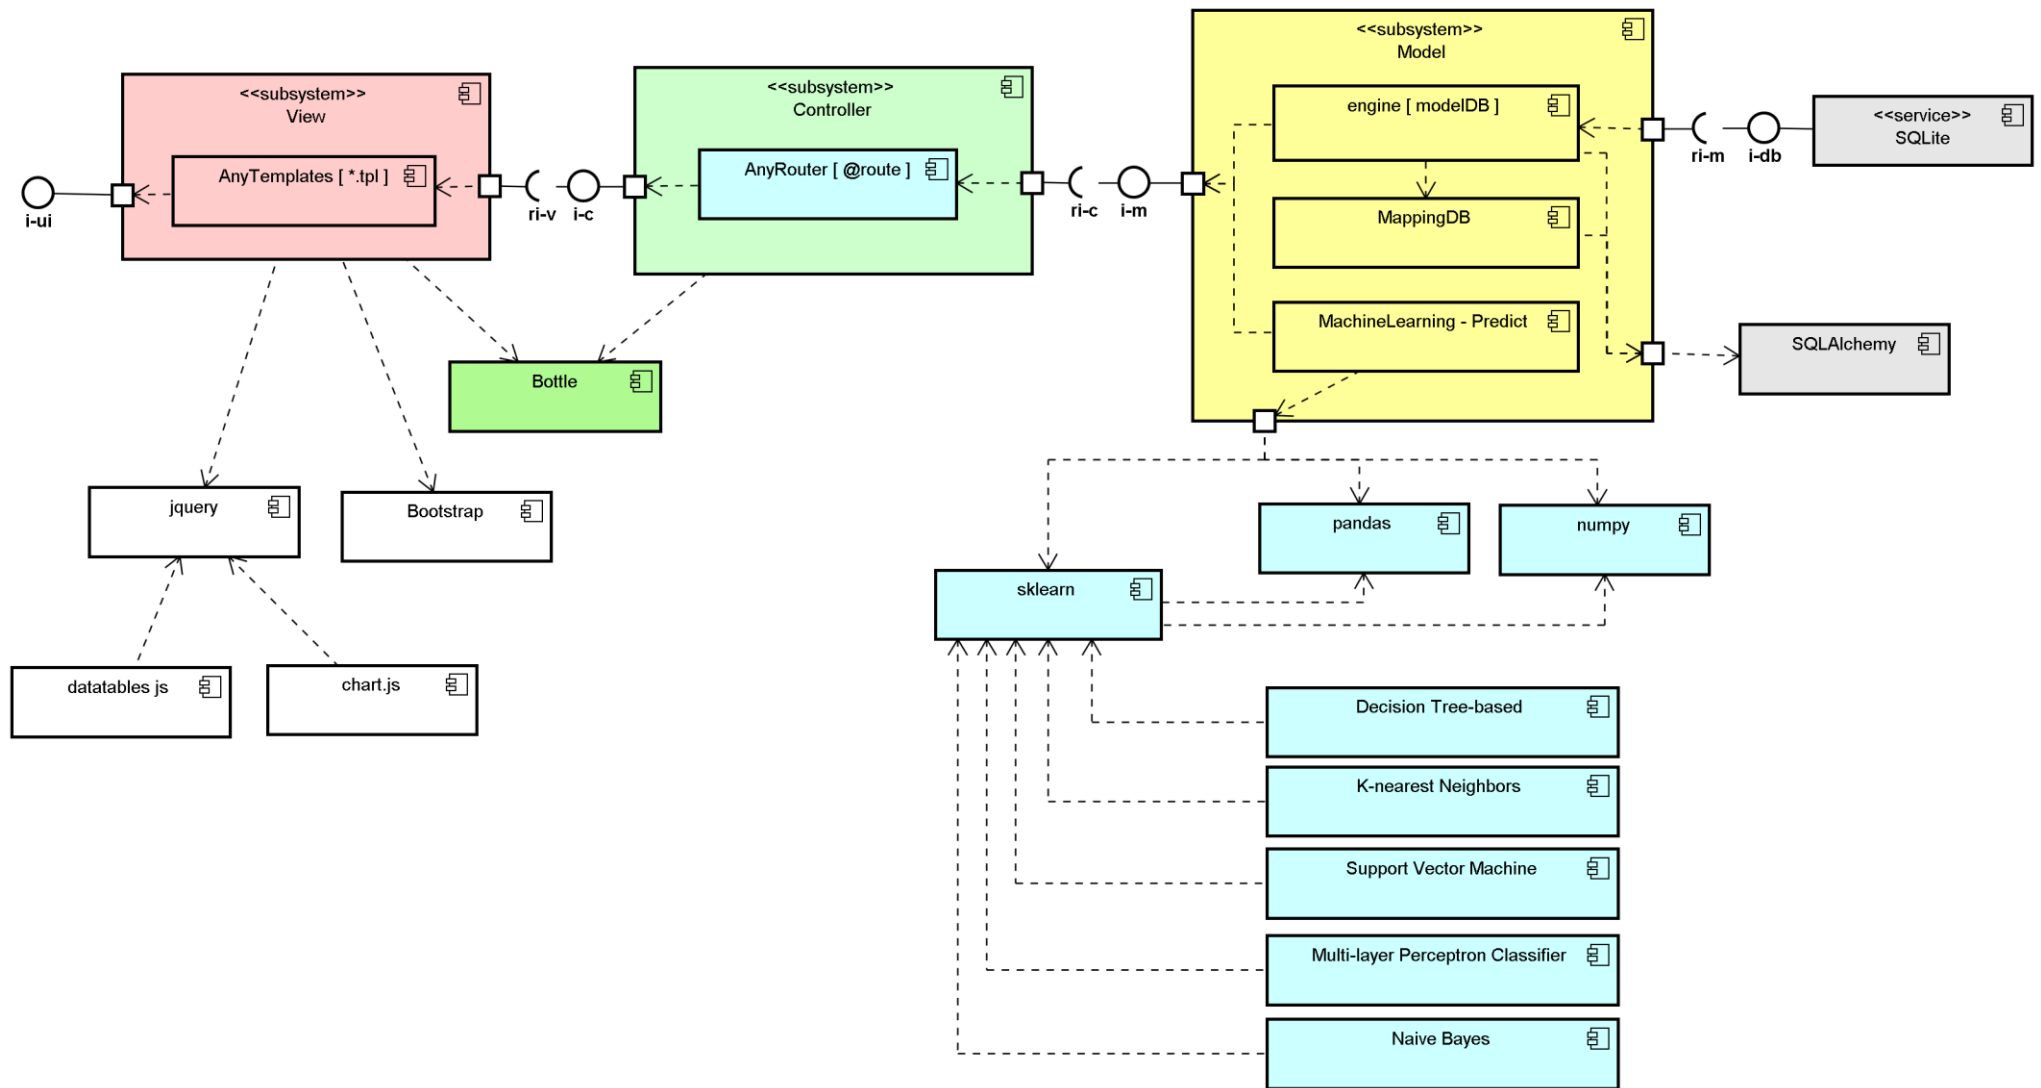 <<subsystem>>
View
AnyTemplates [ *.tpl ]
i-ui
ri-v
i-c
<<subsystem>>
Controller
AnyRouter [ @route ]
ri-c
i-m
<<subsystem>>
Model
engine [ modelDB ]
MappingDB
MachineLearning - Predict
ri-m
i-db
<<service>>
SQLite
SQLAlchemy
Bottle
jquery
Bootstrap
datatables js
chart.js
pandas
numpy
sklearn
Decision Tree-based
K-nearest Neighbors
Support Vector Machine
Multi-layer Perceptron Classifier
Naive Bayes